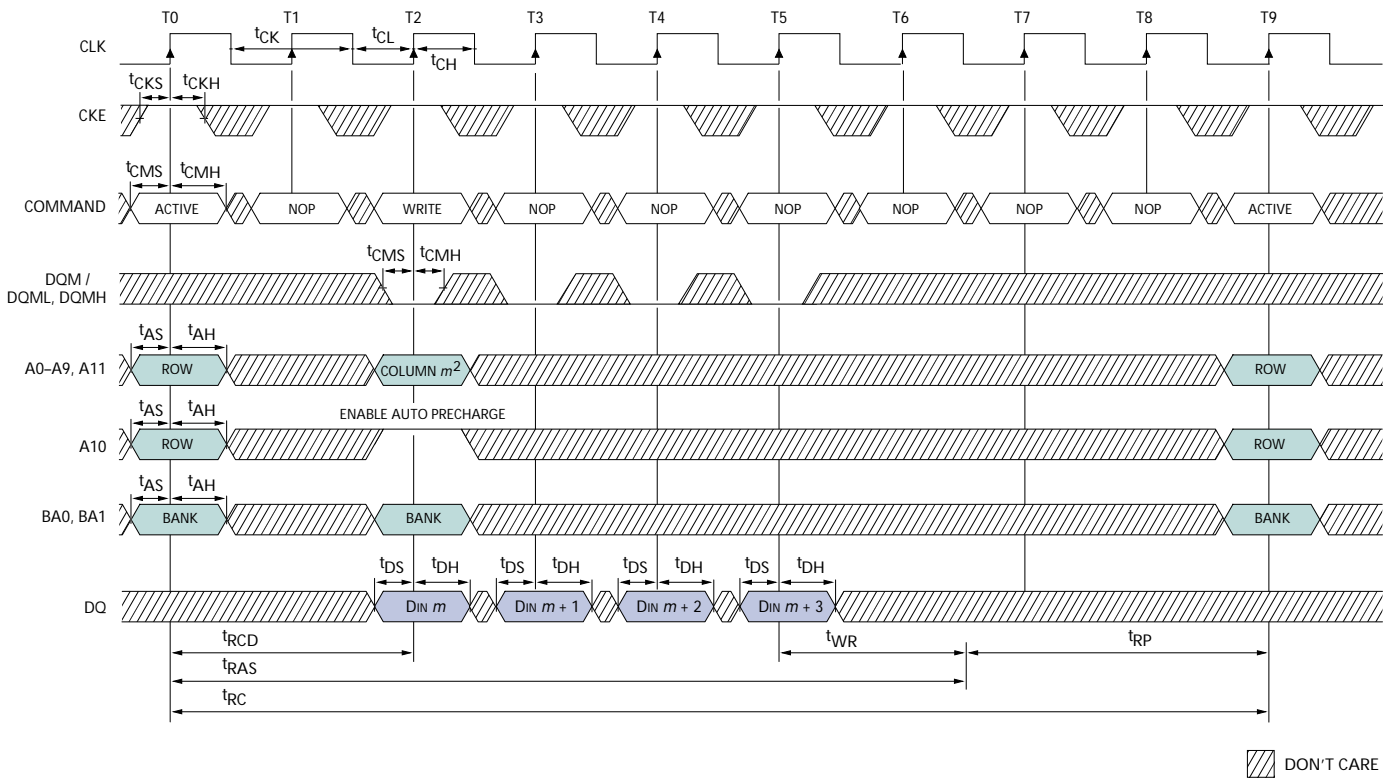 T0 T1 T2 T3 T4 T5 T6 T7 T8 T9
CLK tCK tCL tCH
tCKS tCKH
CKE
tCMS tCMH
COMMAND ACTIVE NOP WRITE NOP NOP NOP NOP NOP NOP ACTIVE
tCMS tCMH
DQM /
DQML, DQMH
tAS tAH
A0–A9, A11 ROW COLUMN m² ROW
ENABLE AUTO PRECHARGE
tAS tAH
A10 ROW ROW
tAS tAH
BA0, BA1 BANK BANK BANK
tDS tDH tDS tDH tDS tDH tDS tDH
DQ DIN m DIN m + 1 DIN m + 2 DIN m + 3
tRCD tWR tRP
tRAS
tRC
DON'T CARE